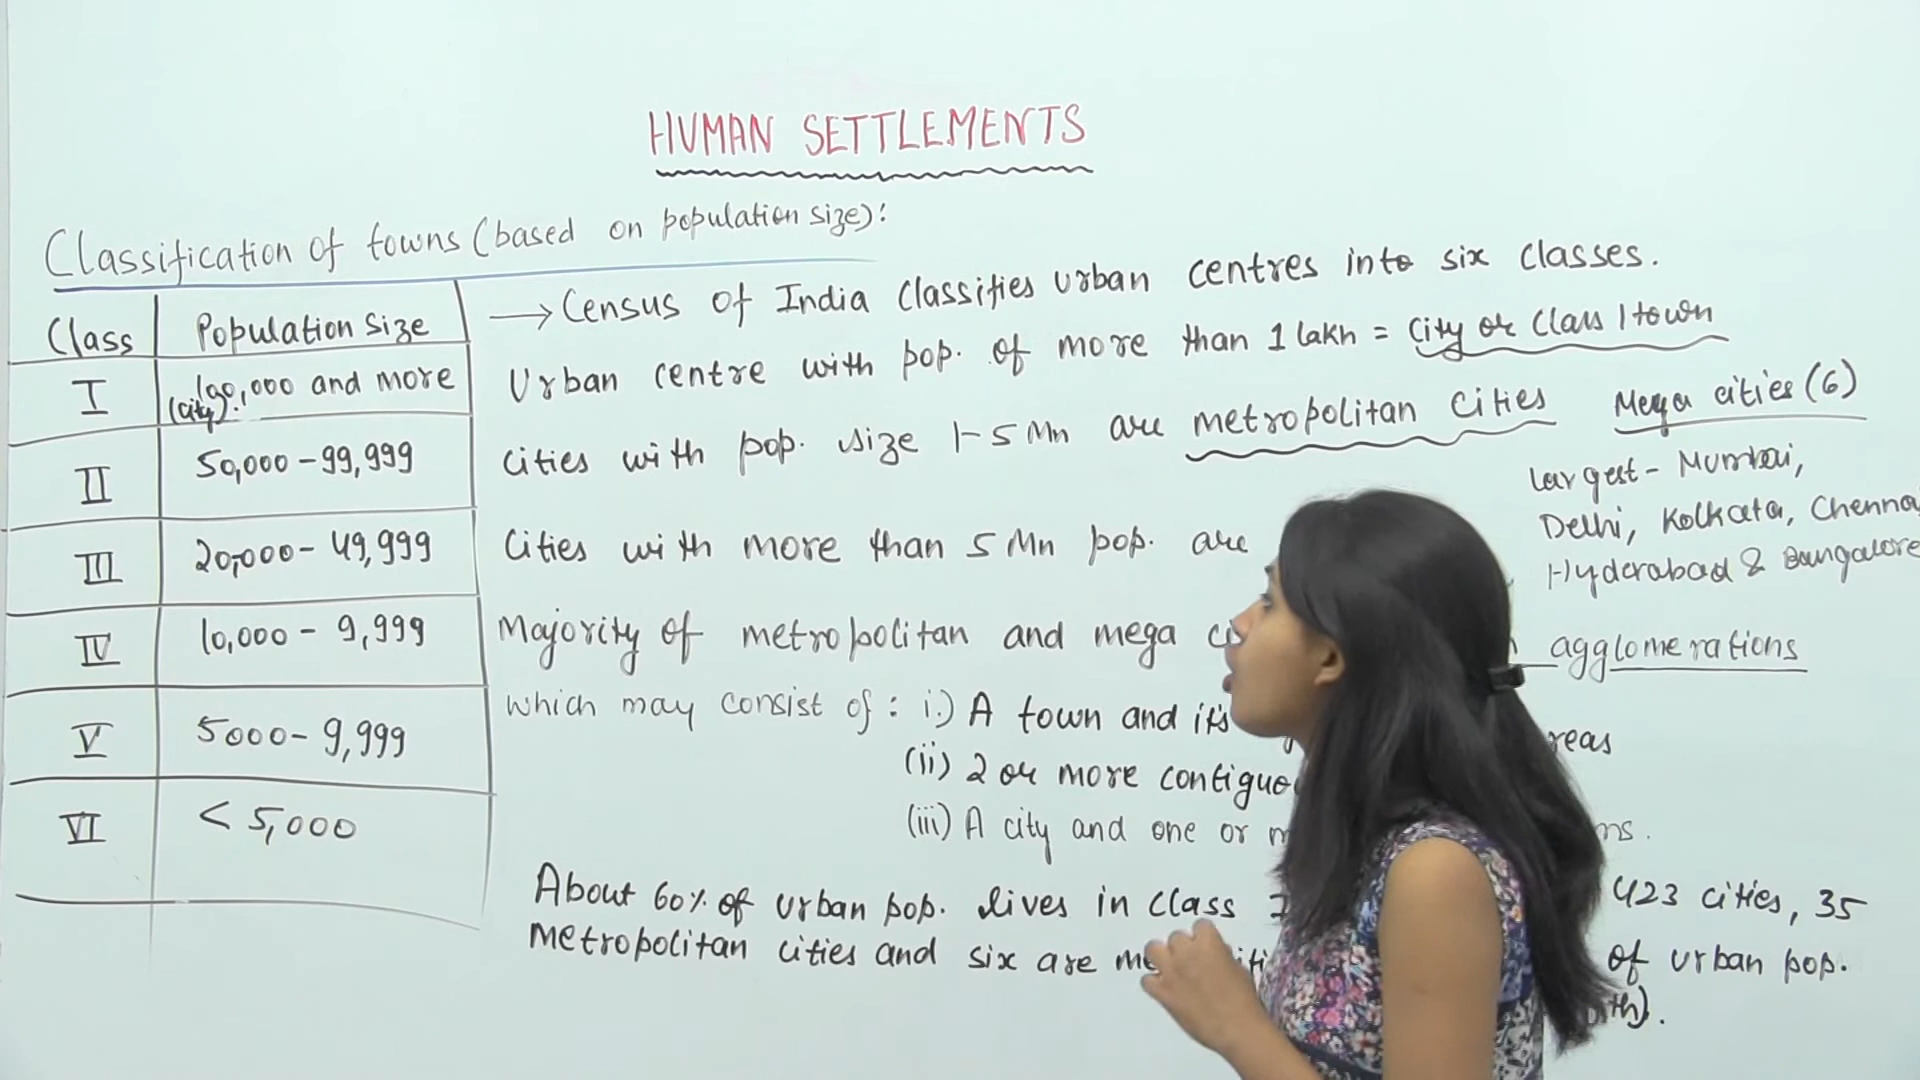 HUMAN SETTLEMENTS
Classification of towns (based on population size):
Class Population Size
I 100,000 and more
(city)
II 50,000 - 99,999
III 20,000 - 49,999
IV 10,000 - 9,999
V 5000 - 9,999
VI < 5,000
→ Census of India classifies urban centres into six classes.
Urban centre with pop. of more than 1 lakh = City or Class I town
Cities with pop. size 1-5 Mn are metropolitan cities
Mega cities (6)
Largest - Mumbai,
Delhi, Kolkata, Chennai,
Hyderabad & Bangalore
Cities with more than 5 Mn pop. are
Majority of metropolitan and mega agglomerations
which may consist of : i.) A town and its
(ii) 2 or more
(iii) A city and one or
About 60% of urban pop. lives in Class 423 cities, 35
metropolitan cities and six are of urban pop.